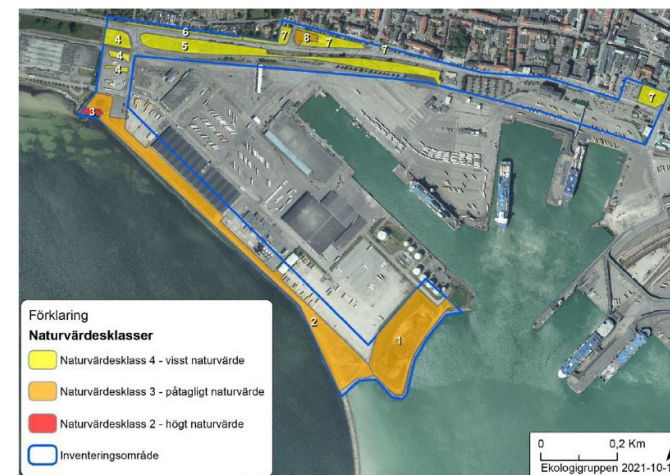 6
7
8
7
7
4
5
4
4
7
3
2
1
Förklaring
Naturvärdesklasser
Naturvärdesklass 4 - visst naturvärde
Naturvärdesklass 3 - påtagligt naturvärde
Naturvärdesklass 2 - högt naturvärde
Inventeringsområde
0 0,2 Km
Ekologigruppen 2021-10-